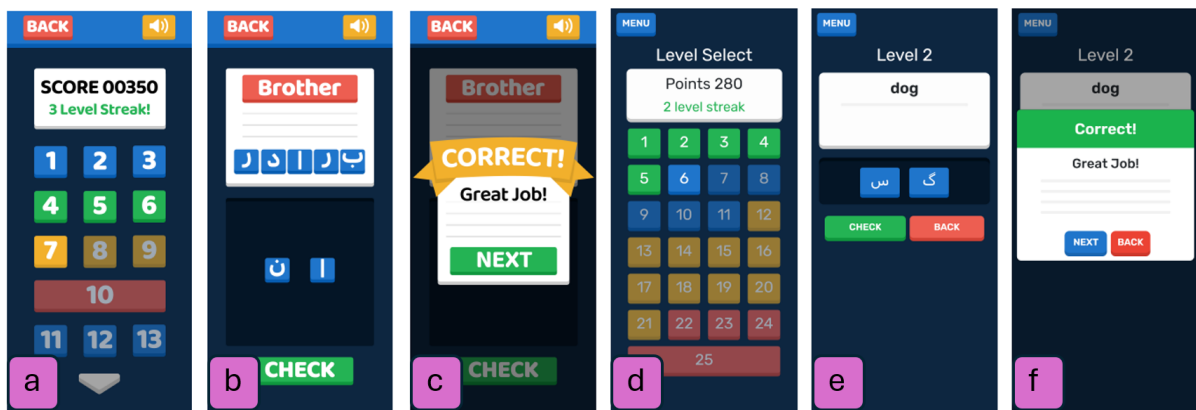 BACK
SCORE 00350
3 Level Streak!
1 2 3
4 5 6
7 8 9
10
11 12 13
a
BACK
Brother
ب ر ا د ر
ن ا
CHECK
b
BACK
Brother
CORRECT!
Great Job!
NEXT
CHECK
c
MENU
Level Select
Points 280
2 level streak
1 2 3 4
5 6 7 8
9 10 11 12
13 14 15 16
17 18 19 20
21 22 23 24
25
d
MENU
Level 2
dog
س گ
CHECK BACK
e
MENU
Level 2
dog
Correct!
Great Job!
NEXT BACK
f